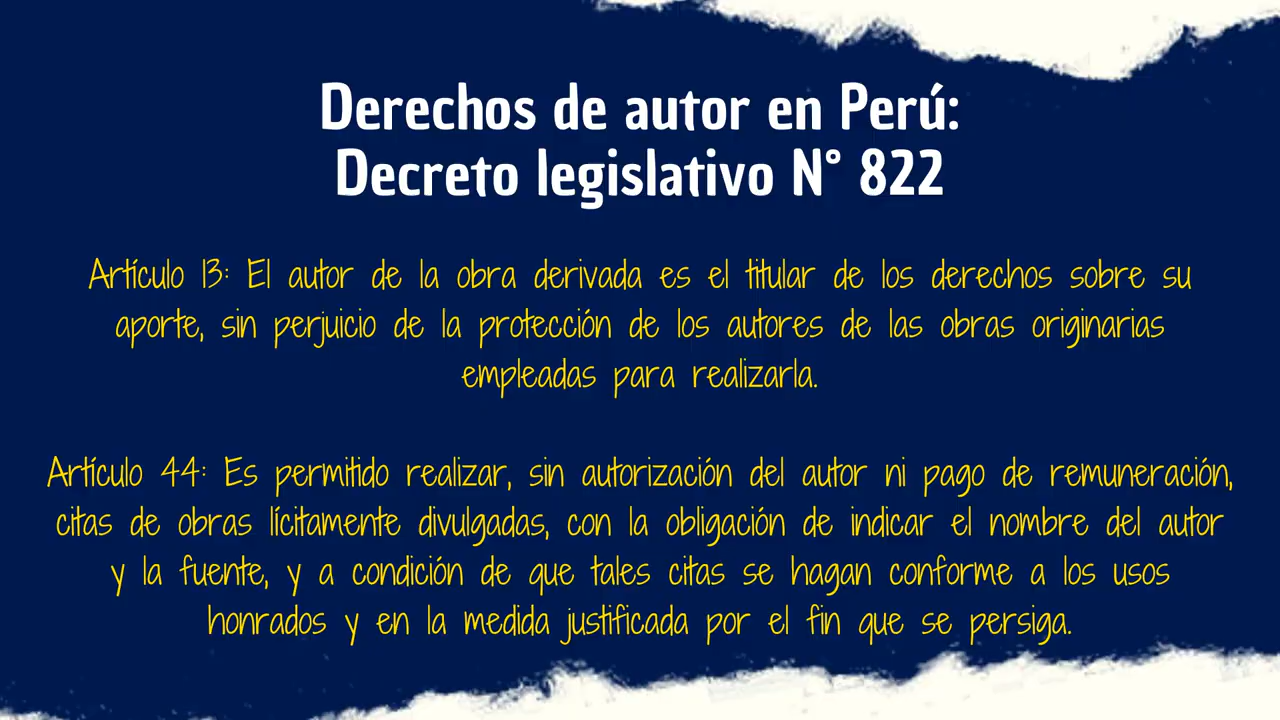 Derechos de autor en Perú:
Decreto legislativo N° 822
Artículo 13: El autor de la obra derivada es el titular de los derechos sobre su
aporte, sin perjuicio de la protección de los autores de las obras originarias
empleadas para realizarla.
Artículo 44: Es permitido realizar, sin autorización del autor ni pago de remuneración,
citas de obras lícitamente divulgadas, con la obligación de indicar el nombre del autor
y la fuente, y a condición de que tales citas se hagan conforme a los usos
honrados y en la medida justificada por el fin que se persiga.